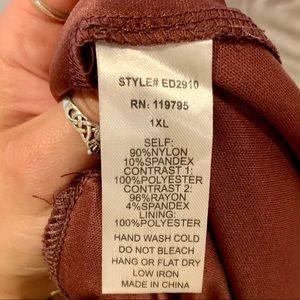 STYLE# ED2910
RN: 119795
1XL
SELF:
90%NYLON
10%SPANDEX
CONTRAST 1:
100%POLYESTER
CONTRAST 2:
96%RAYON
4%SPANDEX
LINING:
100%POLYESTER
HAND WASH COLD
DO NOT BLEACH
HANG OR FLAT DRY
LOW IRON
MADE IN CHINA